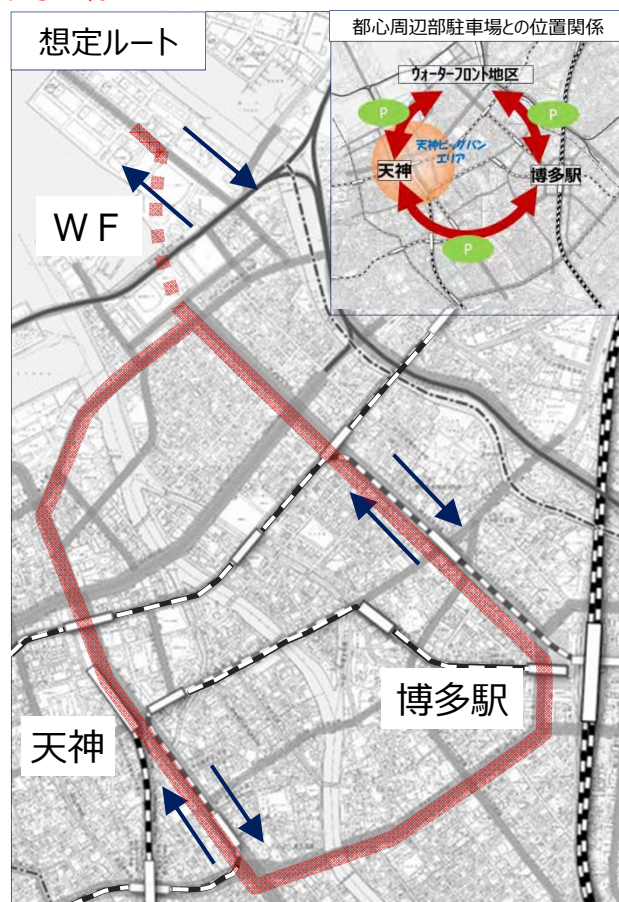 想定ルート
都心周辺部駐車場との位置関係
ウォーターフロント地区
P
P
天神ビッグバン
エリア
天神
博多駅
P
ＷＦ
博多駅
天神